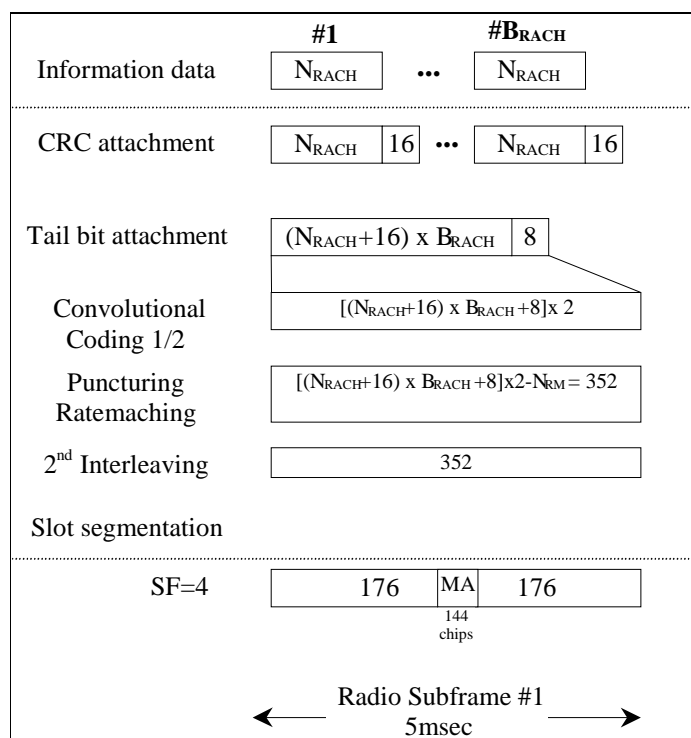 #1 #BRACH
Information data NRACH ... NRACH
CRC attachment NRACH 16 ... NRACH 16
Tail bit attachment (NRACH+16) x BRACH 8
Convolutional
Coding 1/2
[(NRACH+16) x BRACH+8]x 2
Puncturing
Ratemaching
[(NRACH+16) x BRACH+8]x2-NRM = 352
2nd Interleaving 352
Slot segmentation
SF=4 176 MA 176
144
chips
Radio Subframe #1
5msec